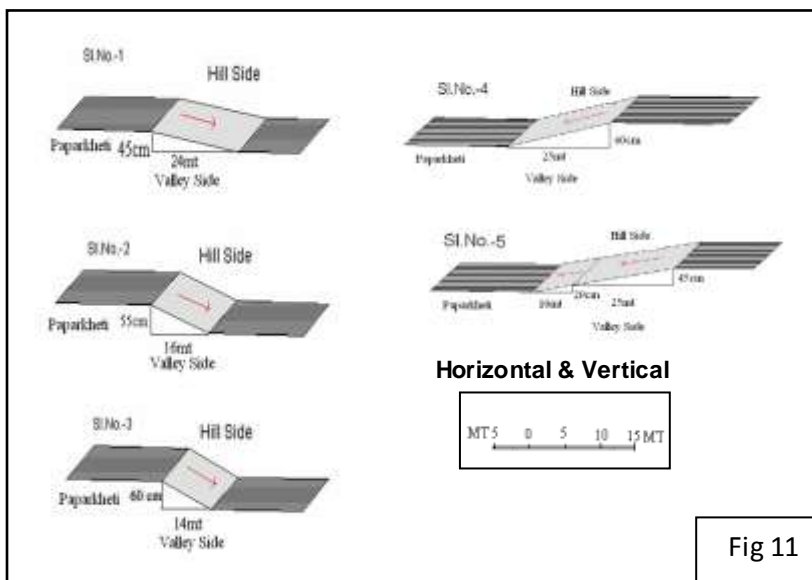 Sl.No.-1
Hill Side
Paparkheti
45cm
24mt
Valley Side
Sl.No.-2
Hill Side
Paparkheti
55cm
16mt
Valley Side
Sl.No.-3
Hill Side
Paparkheti
60 cm
14mt
Valley Side
Sl.No.-4
Hill Side
Paparkheti
60cm
25mt
Valley Side
Sl.No.-5
Hill Side
Paparkheti
45cm
20cm
25mt
Valley Side
Horizontal & Vertical
MT 5 0 5 10 15 MT
Fig 11